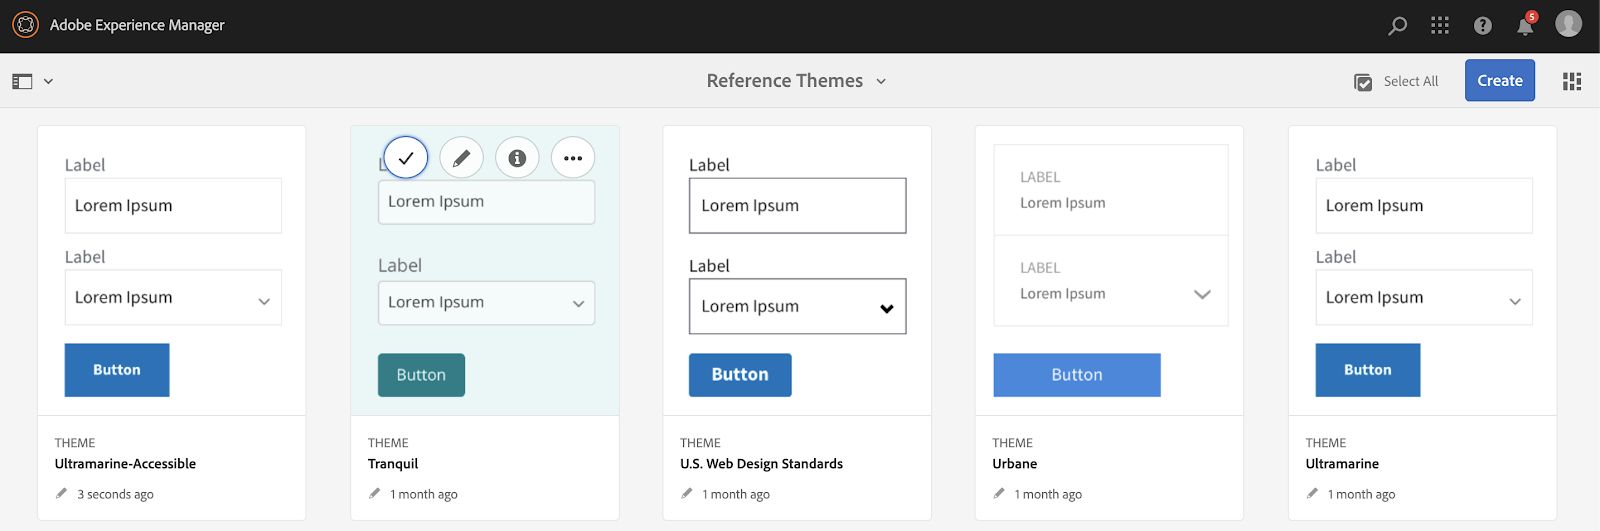 Adobe Experience Manager
5
Reference Themes
Select All
Create
Label
Lorem Ipsum
Label
Lorem Ipsum
Button
THEME
Ultramarine-Accessible
3 seconds ago
Lorem Ipsum
Label
Lorem Ipsum
Button
THEME
Tranquil
1 month ago
Label
Lorem Ipsum
Label
Lorem Ipsum
Button
THEME
U.S. Web Design Standards
1 month ago
LABEL
Lorem Ipsum
LABEL
Lorem Ipsum
Button
THEME
Urbane
1 month ago
Label
Lorem Ipsum
Label
Lorem Ipsum
Button
THEME
Ultramarine
1 month ago